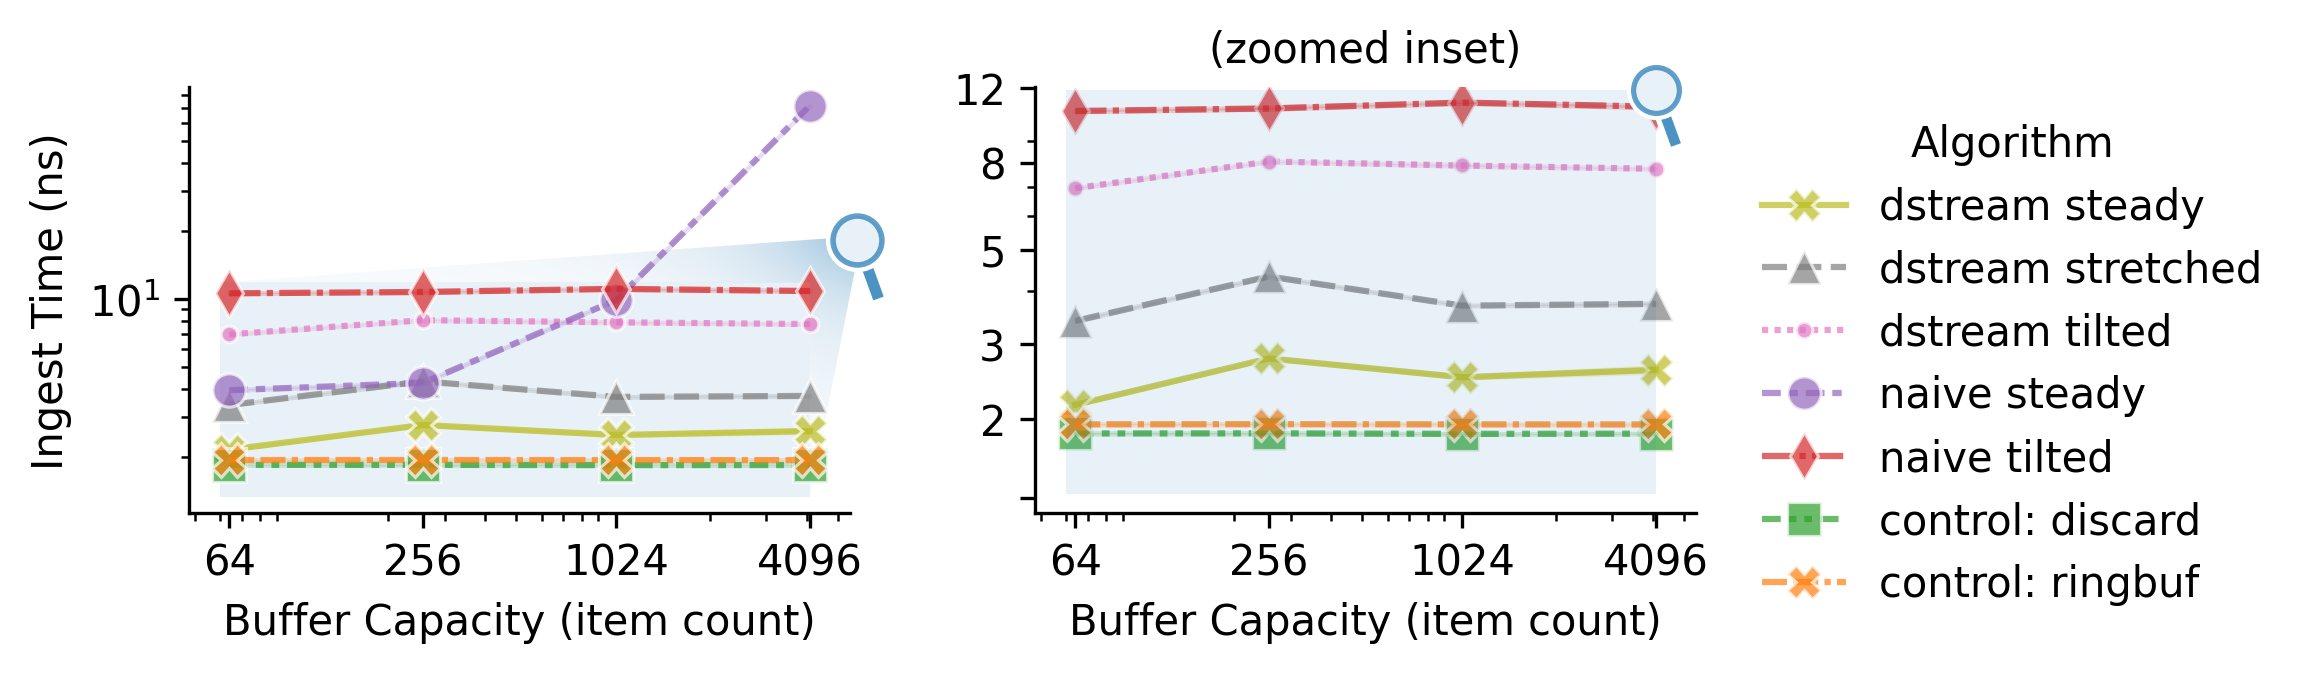 (zoomed inset)
Ingest Time (ns)
10¹
64 256 1024 4096
Buffer Capacity (item count)
12
8
5
3
2
64 256 1024 4096
Buffer Capacity (item count)
Algorithm
dstream steady
dstream stretched
dstream tilted
naive steady
naive tilted
control: discard
control: ringbuf